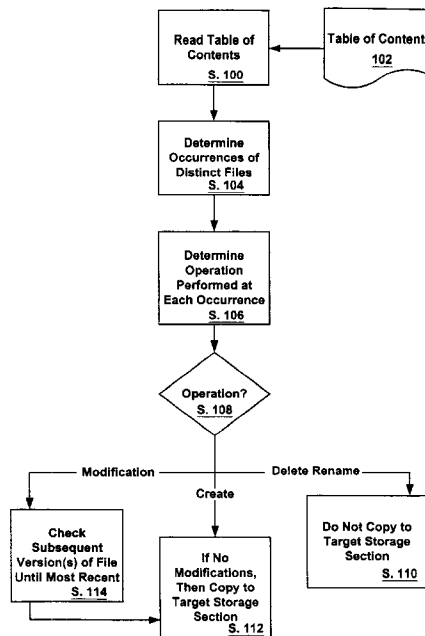 Read Table of
Contents
S. 100
Table of Content
102
Determine
Occurrences of
Distinct Files
S. 104
Determine
Operation
Performed at
Each Occurrence
S. 106
Operation?
S. 108
Modification
Delete Rename
Create
Check
Subsequent
Version(s) of File
Until Most Recent
S. 114
If No
Modifications,
Then Copy to
Target Storage
Section
S. 112
Do Not Copy to
Target Storage
Section
S. 110